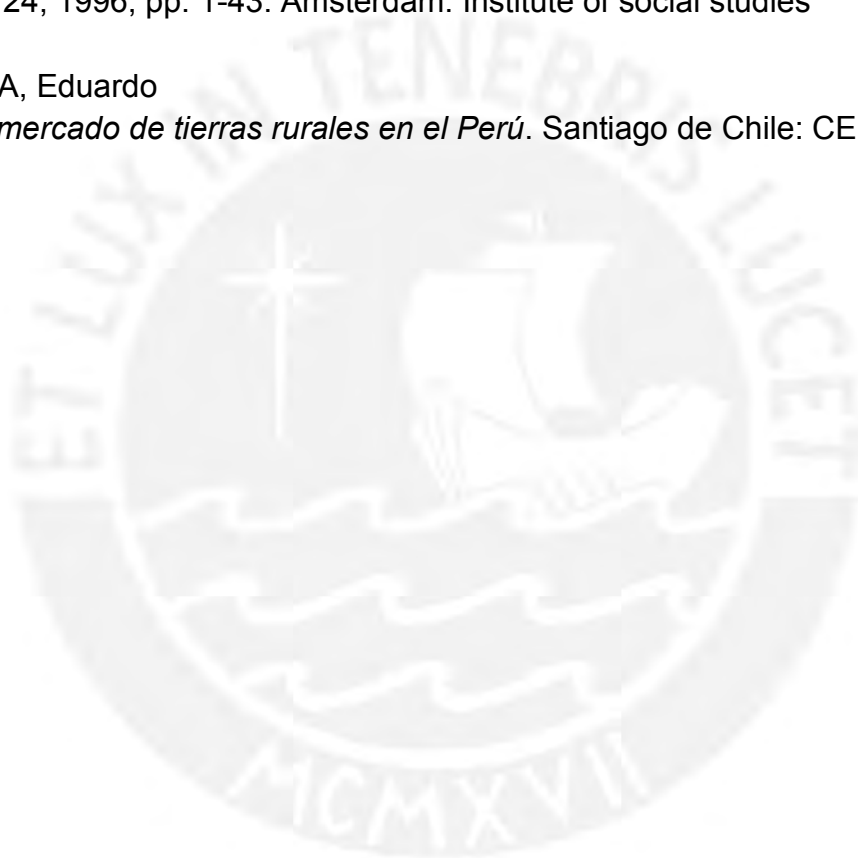 24, 1996, pp. 1-43. Amsterdam: Institute of social studies
A, Eduardo
mercado de tierras rurales en el Perú. Santiago de Chile: CE
ET LUX IN TENEBRIS LUCET
MCMXVII